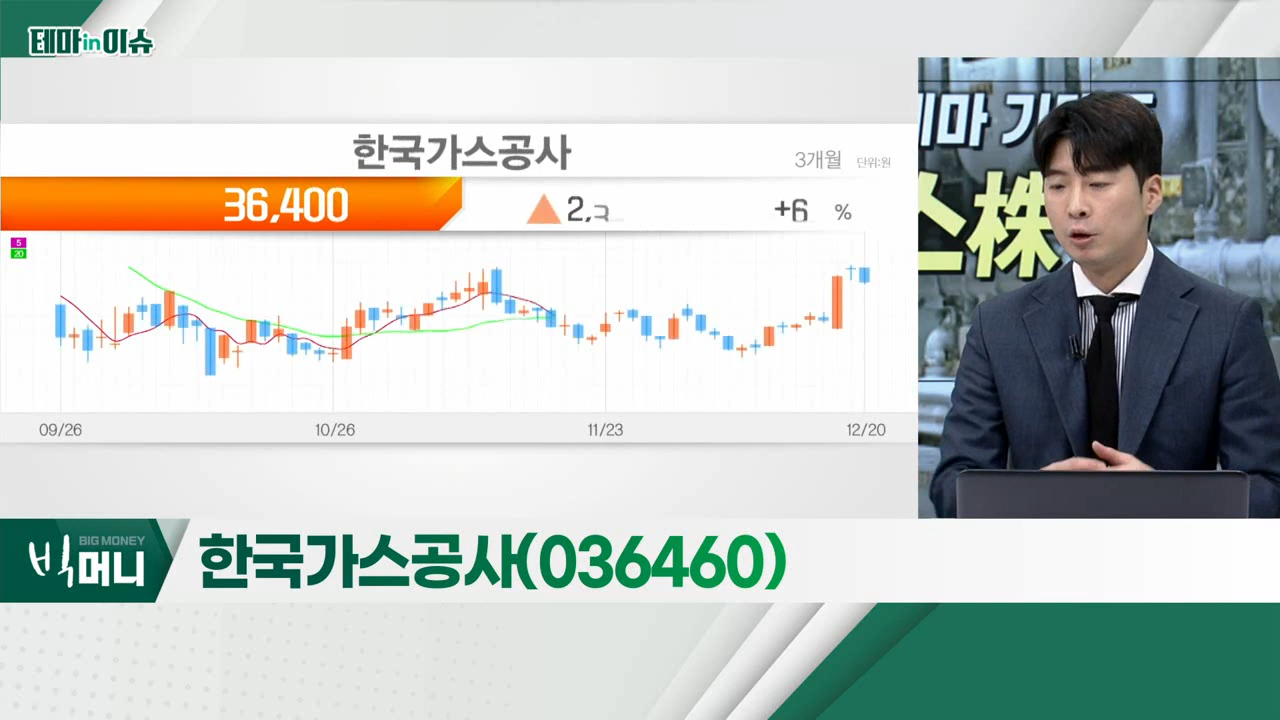 테마in이슈
한국가스공사
3개월 단위:원
36,400
+6 %
5
20
09/26 10/26 11/23 12/20
스株
BIG MONEY
빅머니
한국가스공사(036460)